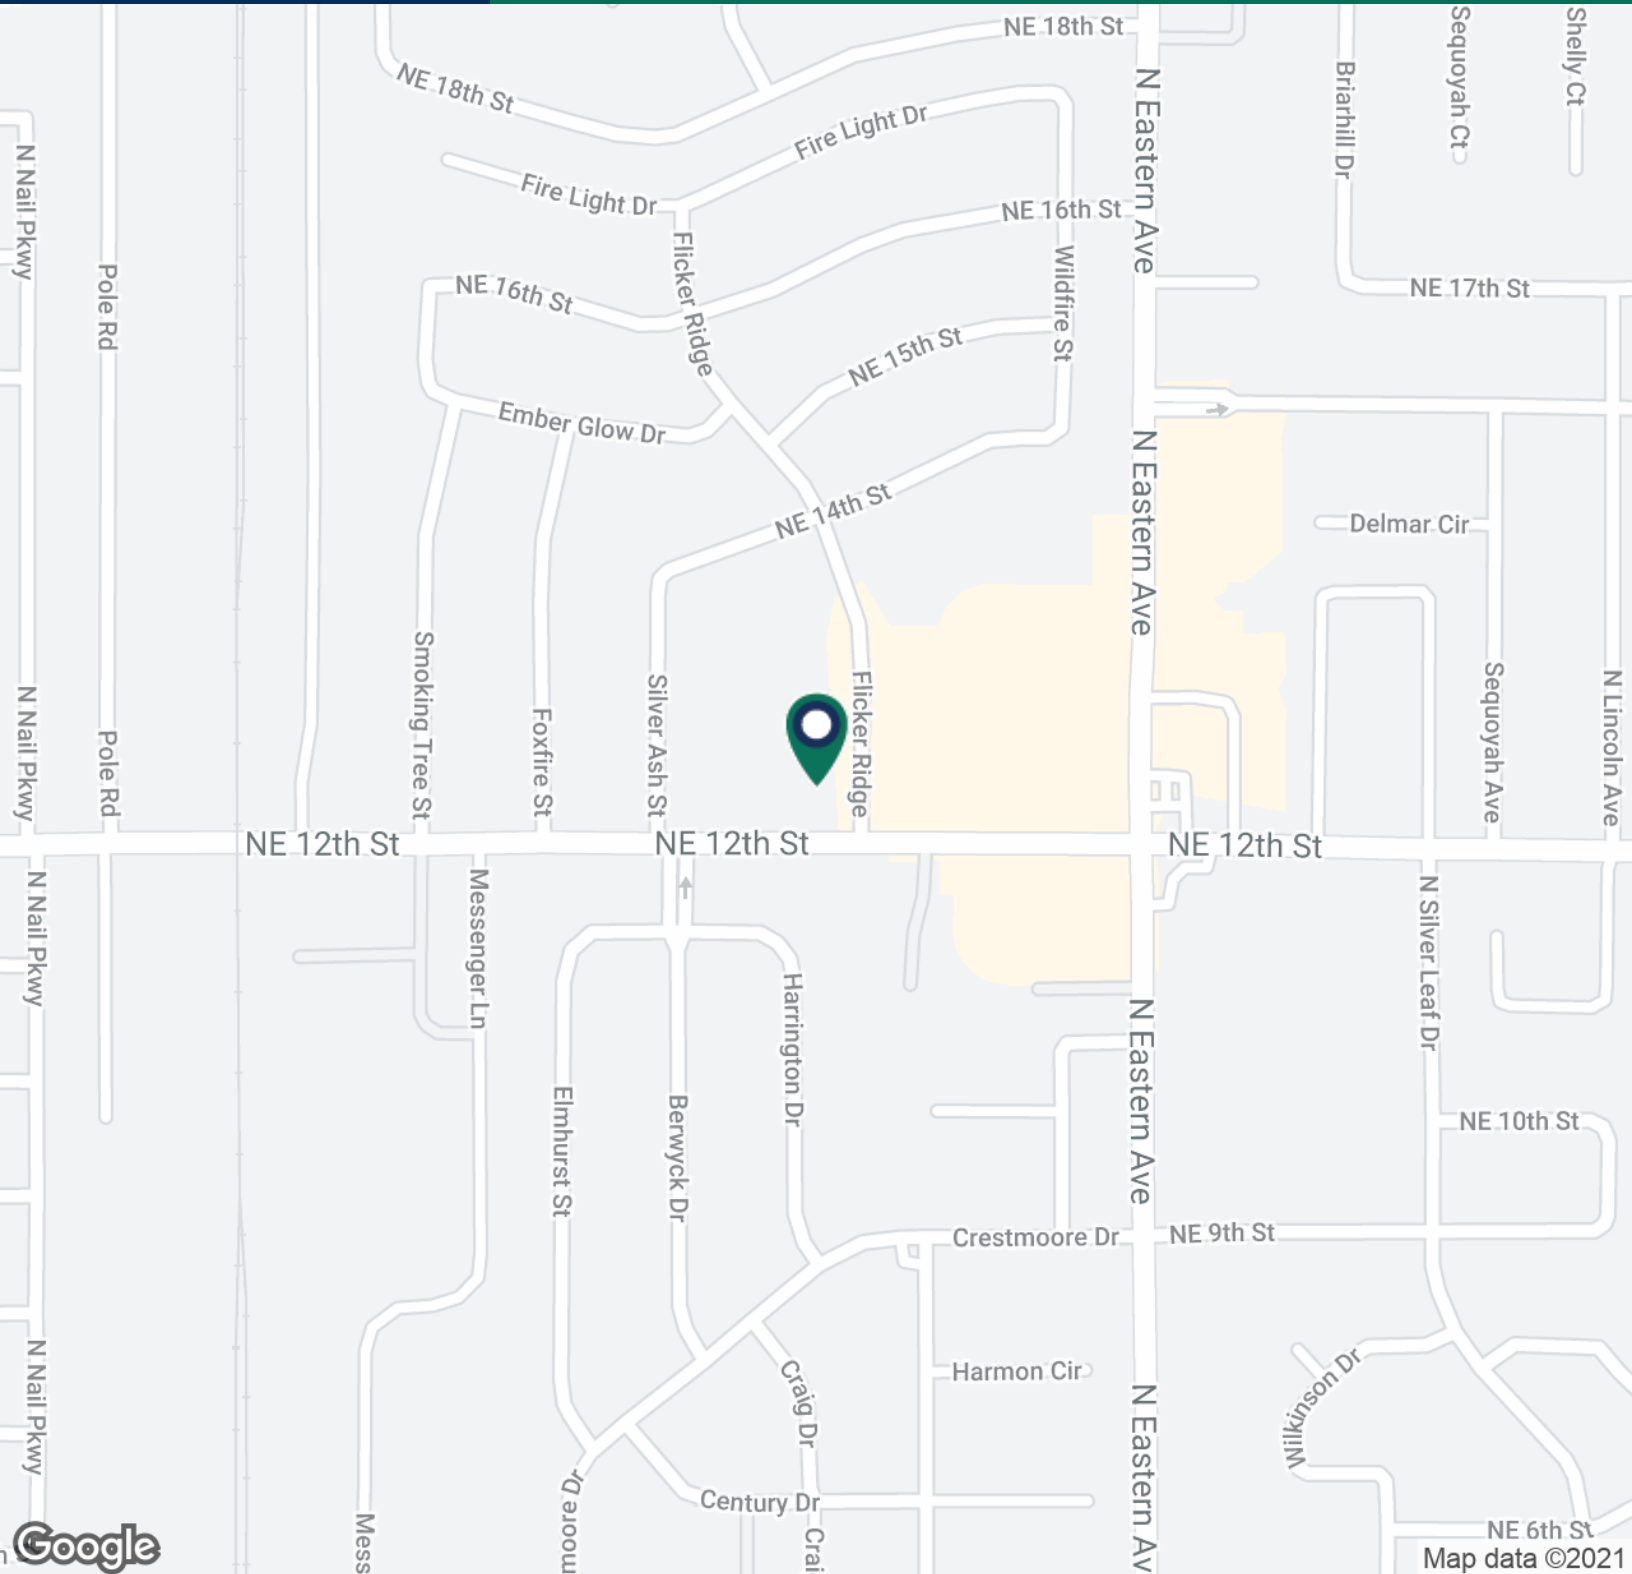 NE 18th St
NE 18th St
N Eastern Ave
Briarhill Dr
Sequoyah Ct
Shelly Ct
Fire Light Dr
Fire Light Dr
N Nail Pkwy
Pole Rd
Flicker Ridge
NE 16th St
NE 16th St
Wildfire St
NE 17th St
NE 15th St
Ember Glow Dr
N Eastern Ave
NE 14th St
Delmar Cir
Smoking Tree St
Foxfire St
Silver Ash St
Flicker Ridge
Sequoyah Ave
N Lincoln Ave
N Nail Pkwy
Pole Rd
NE 12th St
NE 12th St
NE 12th St
N Nail Pkwy
Messenger Ln
Harrington Dr
N Silver Leaf Dr
N Eastern Ave
Elmhurst St
Berwyck Dr
NE 10th St
Crestmoore Dr
NE 9th St
N Nail Pkwy
Craig Dr
Harmon Cir
Wilkinson Dr
N Eastern Av
Century Dr
Mess
moore Dr
Crai
NE 6th St
Google
Map data ©2021